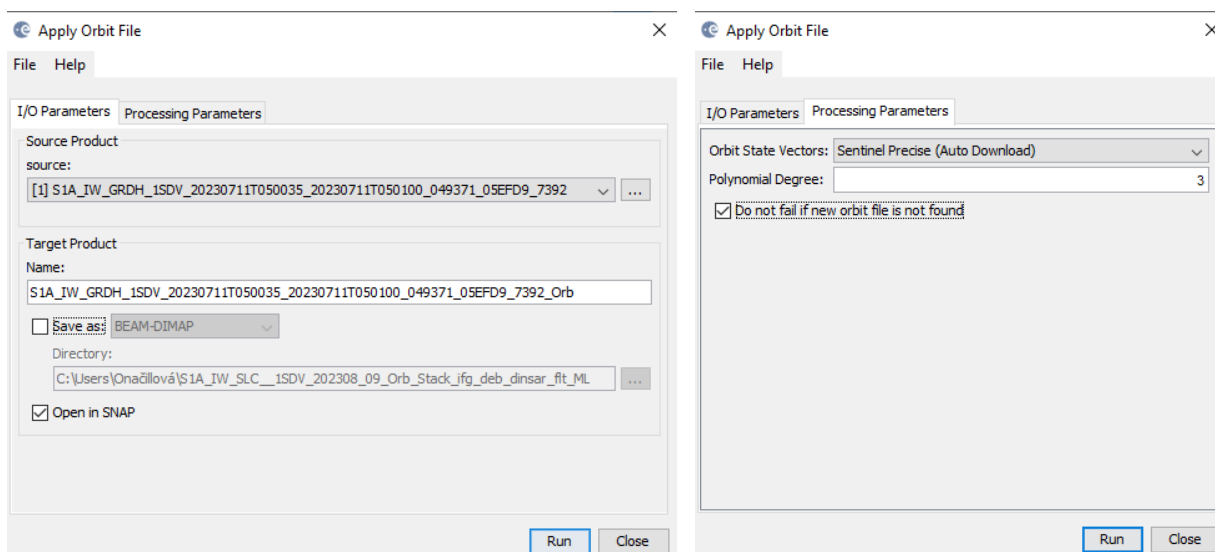 Apply Orbit File
File Help
I/O Parameters Processing Parameters
Source Product
source:
[1] S1A_IW_GRDH_1SDV_20230711T050035_20230711T050100_049371_05EFD9_7392
...
Target Product
Name:
S1A_IW_GRDH_1SDV_20230711T050035_20230711T050100_049371_05EFD9_7392_Orb
Save as: BEAM-DIMAP
Directory:
C:\Users\Onačillová\S1A_IW_SLC__1SDV_202308_09_Orb_Stack_ifg_deb_dinsar_flt_ML
...
Open in SNAP
Run Close
Apply Orbit File
File Help
I/O Parameters Processing Parameters
Orbit State Vectors: Sentinel Precise (Auto Download)
Polynomial Degree: 3
Do not fail if new orbit file is not found
Run Close